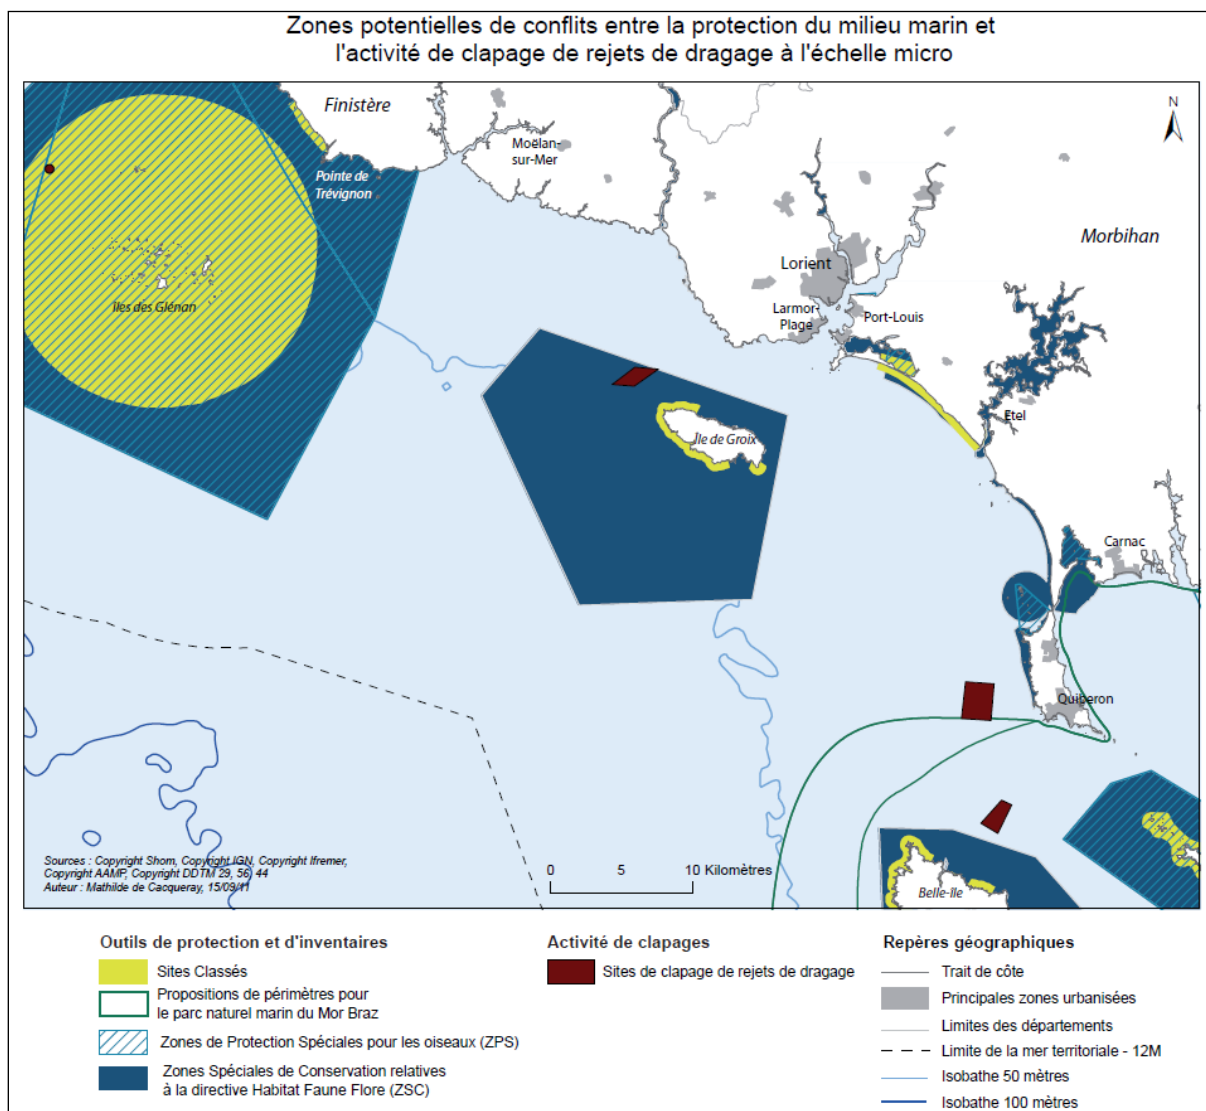 Zones potentielles de conflits entre la protection du milieu marin et
l'activité de clapage de rejets de dragage à l'échelle micro
Finistère
N
Moëlan-
sur-Mer
Pointe de
Trévignon
Morbihan
Lorient
îles des Glénan
Larmor-
Plage
Port-Louis
Etel
Île de Groix
Carnac
Quiberon
Sources : Copyright Shom, Copyright IGN, Copyright Ifremer,
Copyright AAMP, Copyright DDTM 29, 56, 44
Auteur : Mathilde de Cacqueray, 15/09/11
0 5 10 Kilomètres
Belle-île
Outils de protection et d'inventaires
Sites Classés
Propositions de périmètres pour
le parc naturel marin du Mor Braz
Zones de Protection Spéciales pour les oiseaux (ZPS)
Zones Spéciales de Conservation relatives
à la directive Habitat Faune Flore (ZSC)
Activité de clapages
Sites de clapage de rejets de dragage
Repères géographiques
Trait de côte
Principales zones urbanisées
Limites des départements
Limite de la mer territoriale - 12M
Isobathe 50 mètres
Isobathe 100 mètres